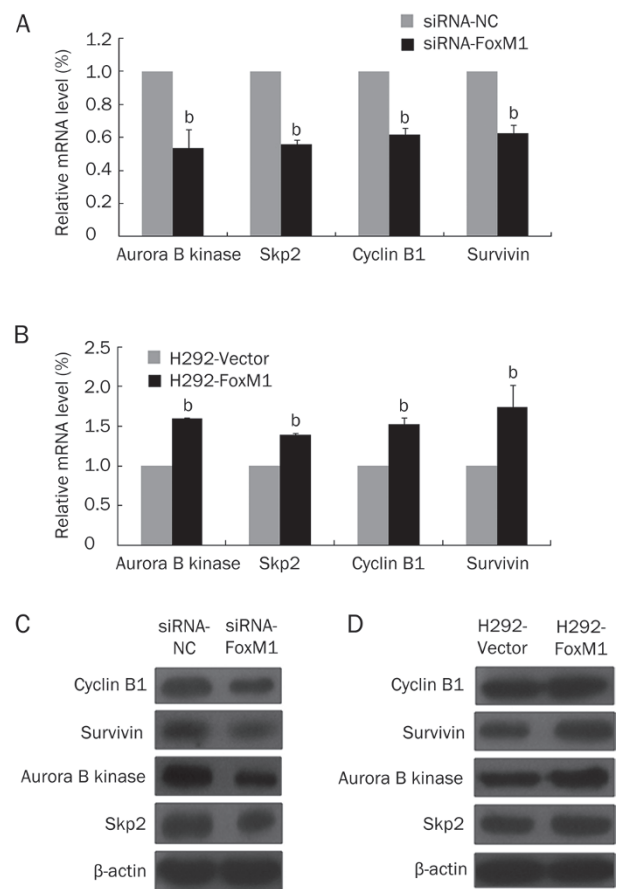 A
siRNA-NC
siRNA-FoxM1
Relative mRNA level (%)
1.2
1.0
0.8
0.6
0.4
0.2
0
b b b b
Aurora B kinase Skp2 Cyclin B1 Survivin
B
H292-Vector
H292-FoxM1
Relative mRNA level (%)
2.5
2.0
1.5
1.0
0.5
0
b b b b
Aurora B kinase Skp2 Cyclin B1 Survivin
C
siRNA-NC siRNA-FoxM1
Cyclin B1
Survivin
Aurora B kinase
Skp2
β-actin
D
H292-Vector H292-FoxM1
Cyclin B1
Survivin
Aurora B kinase
Skp2
β-actin